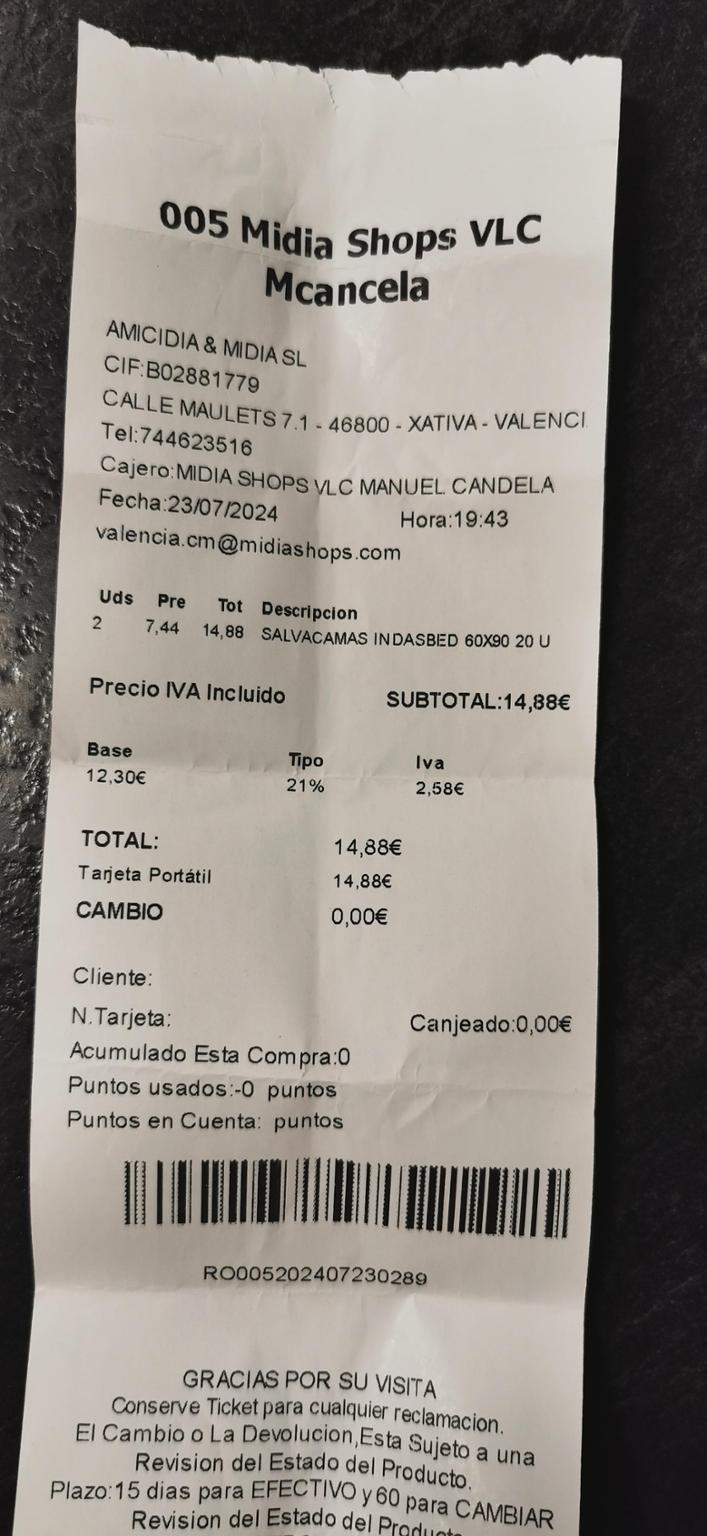 005 Midia Shops VLC
Mcancela
AMICIDIA & MIDIA SL
CIF:B02881779
CALLE MAULETS 7.1 - 46800 - XATIVA - VALENCI
Tel:744623516
Cajero:MIDIA SHOPS VLC MANUEL CANDELA
Fecha:23/07/2024 Hora:19:43
valencia.cm@midiashops.com
Uds Pre Tot Descripcion
2 7,44 14,88 SALVACAMAS INDASBED 60X90 20 U
Precio IVA Incluido SUBTOTAL:14,88€
Base Tipo Iva
12,30€ 21% 2,58€
TOTAL: 14,88€
Tarjeta Portátil 14,88€
CAMBIO 0,00€
Cliente:
N.Tarjeta: Canjeado:0,00€
Acumulado Esta Compra:0
Puntos usados:-0 puntos
Puntos en Cuenta: puntos
RO005202407230289
GRACIAS POR SU VISITA
Conserve Ticket para cualquier reclamacion.
El Cambio o La Devolucion,Esta Sujeto a una
Revision del Estado del Producto.
Plazo:15 dias para EFECTIVO y 60 para CAMBIAR
Revision del Estado del